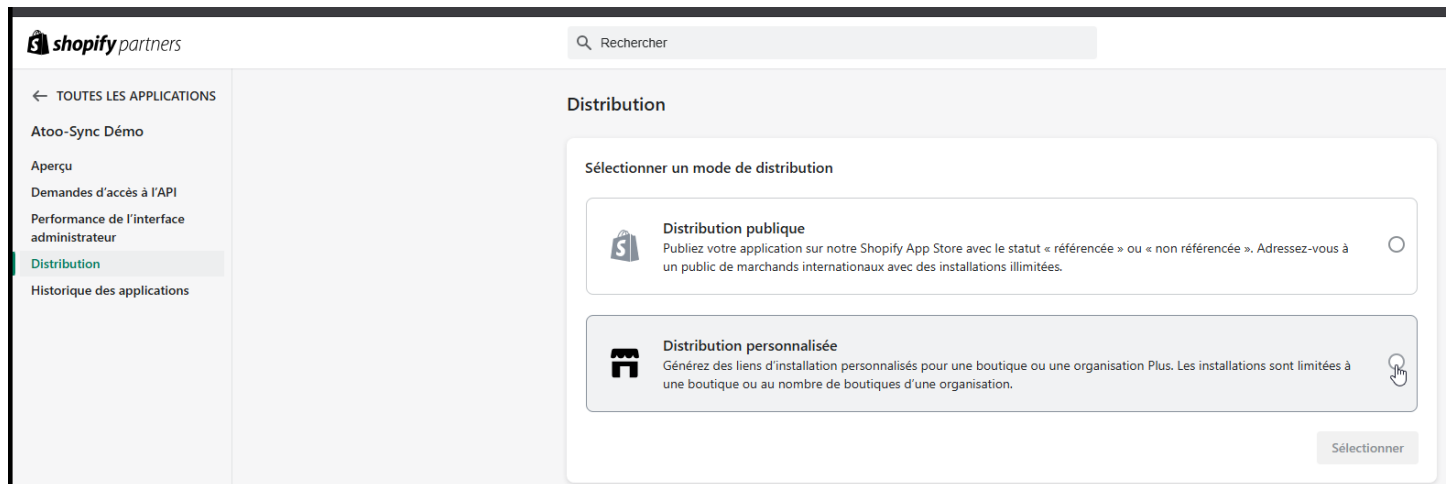 shopify partners
Rechercher
← TOUTES LES APPLICATIONS
Atoo-Sync Démo
Aperçu
Demandes d'accès à l'API
Performance de l'interface
administrateur
Distribution
Historique des applications
Distribution
Sélectionner un mode de distribution
Distribution publique
Publiez votre application sur notre Shopify App Store avec le statut « référencée » ou « non référencée ». Adressez-vous à
un public de marchands internationaux avec des installations illimitées.
Distribution personnalisée
Générez des liens d'installation personnalisés pour une boutique ou une organisation Plus. Les installations sont limitées à
une boutique ou au nombre de boutiques d'une organisation.
Sélectionner